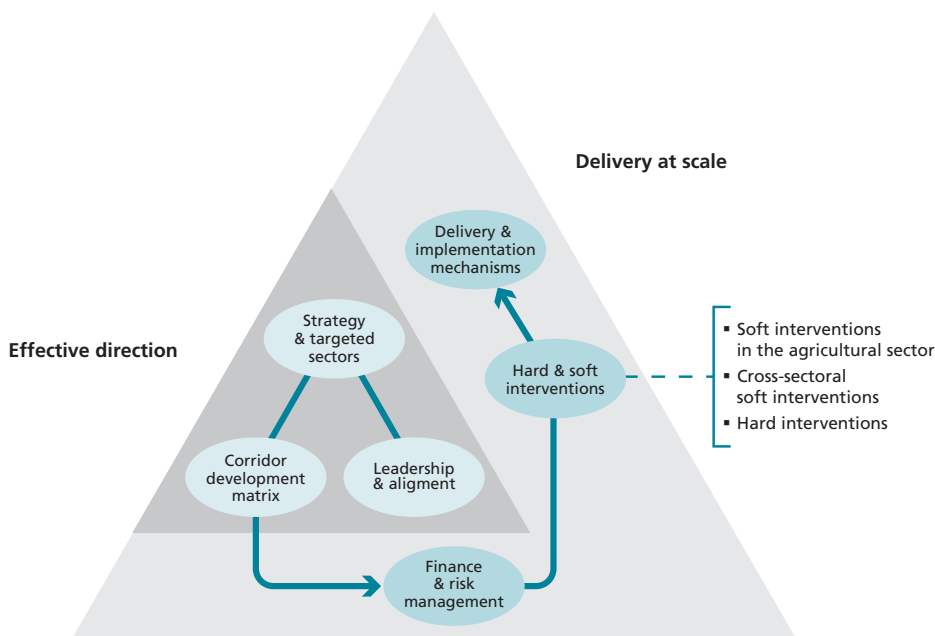 Delivery at scale
Delivery &
implementation
mechanisms
Strategy
& targeted
sectors
Effective direction
Hard & soft
interventions
▪ Soft interventions
in the agricultural sector
▪ Cross-sectoral
soft interventions
▪ Hard interventions
Corridor
development
matrix
Leadership
& aligment
Finance
& risk
management